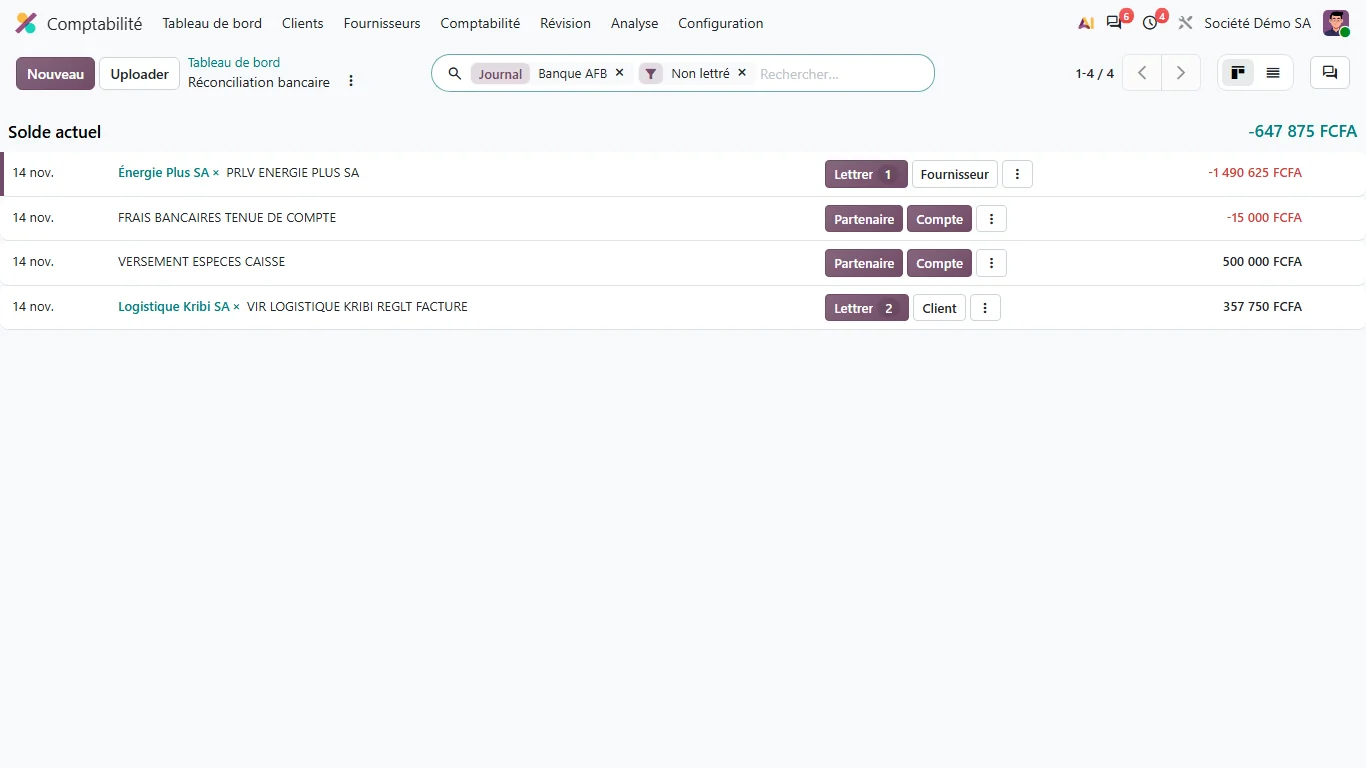 Comptabilité Tableau de bord Clients Fournisseurs Comptabilité Révision Analyse Configuration AI 6 4 Société Démo SA
Nouveau Uploader Tableau de bord
Réconciliation bancaire
Journal Banque AFB × Non lettré × Rechercher... 1-4 / 4
Solde actuel -647 875 FCFA
14 nov. Énergie Plus SA × PRLV ENERGIE PLUS SA Lettrer 1 Fournisseur -1 490 625 FCFA
14 nov. FRAIS BANCAIRES TENUE DE COMPTE Partenaire Compte -15 000 FCFA
14 nov. VERSEMENT ESPECES CAISSE Partenaire Compte 500 000 FCFA
14 nov. Logistique Kribi SA × VIR LOGISTIQUE KRIBI REGLT FACTURE Lettrer 2 Client 357 750 FCFA